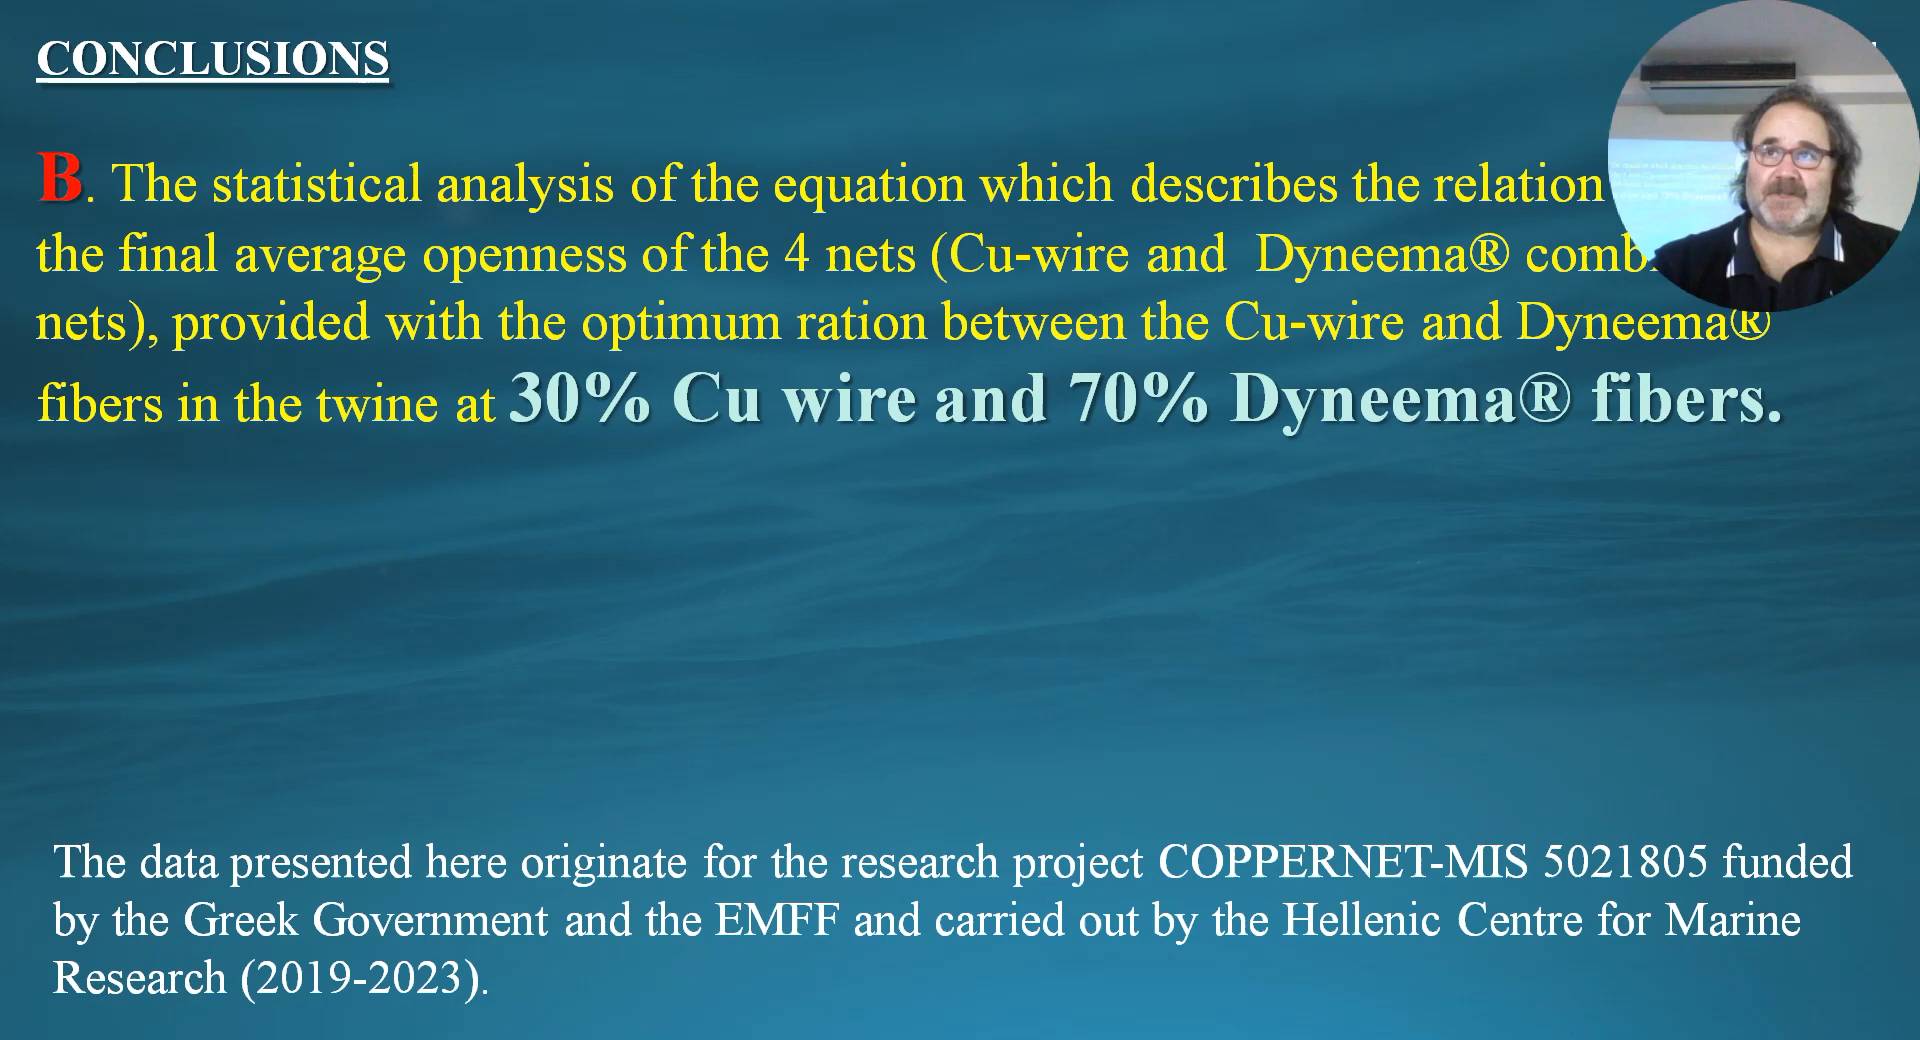 CONCLUSIONS
B. The statistical analysis of the equation which describes the relation
the final average openness of the 4 nets (Cu-wire and Dyneema®
nets), provided with the optimum ration between the Cu-wire and Dyneema®
fibers in the twine at 30% Cu wire and 70% Dyneema® fibers.
The data presented here originate for the research project COPPERNET-MIS 5021805 funded
by the Greek Government and the EMFF and carried out by the Hellenic Centre for Marine
Research (2019-2023).